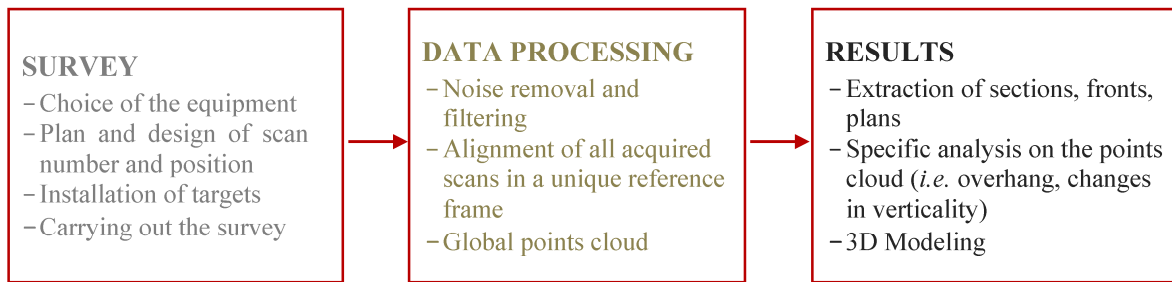 SURVEY
– Choice of the equipment
– Plan and design of scan
number and position
– Installation of targets
– Carrying out the survey
DATA PROCESSING
– Noise removal and
filtering
– Alignment of all acquired
scans in a unique reference
frame
– Global points cloud
RESULTS
– Extraction of sections, fronts,
plans
– Specific analysis on the points
cloud (i.e. overhang, changes
in verticality)
– 3D Modeling